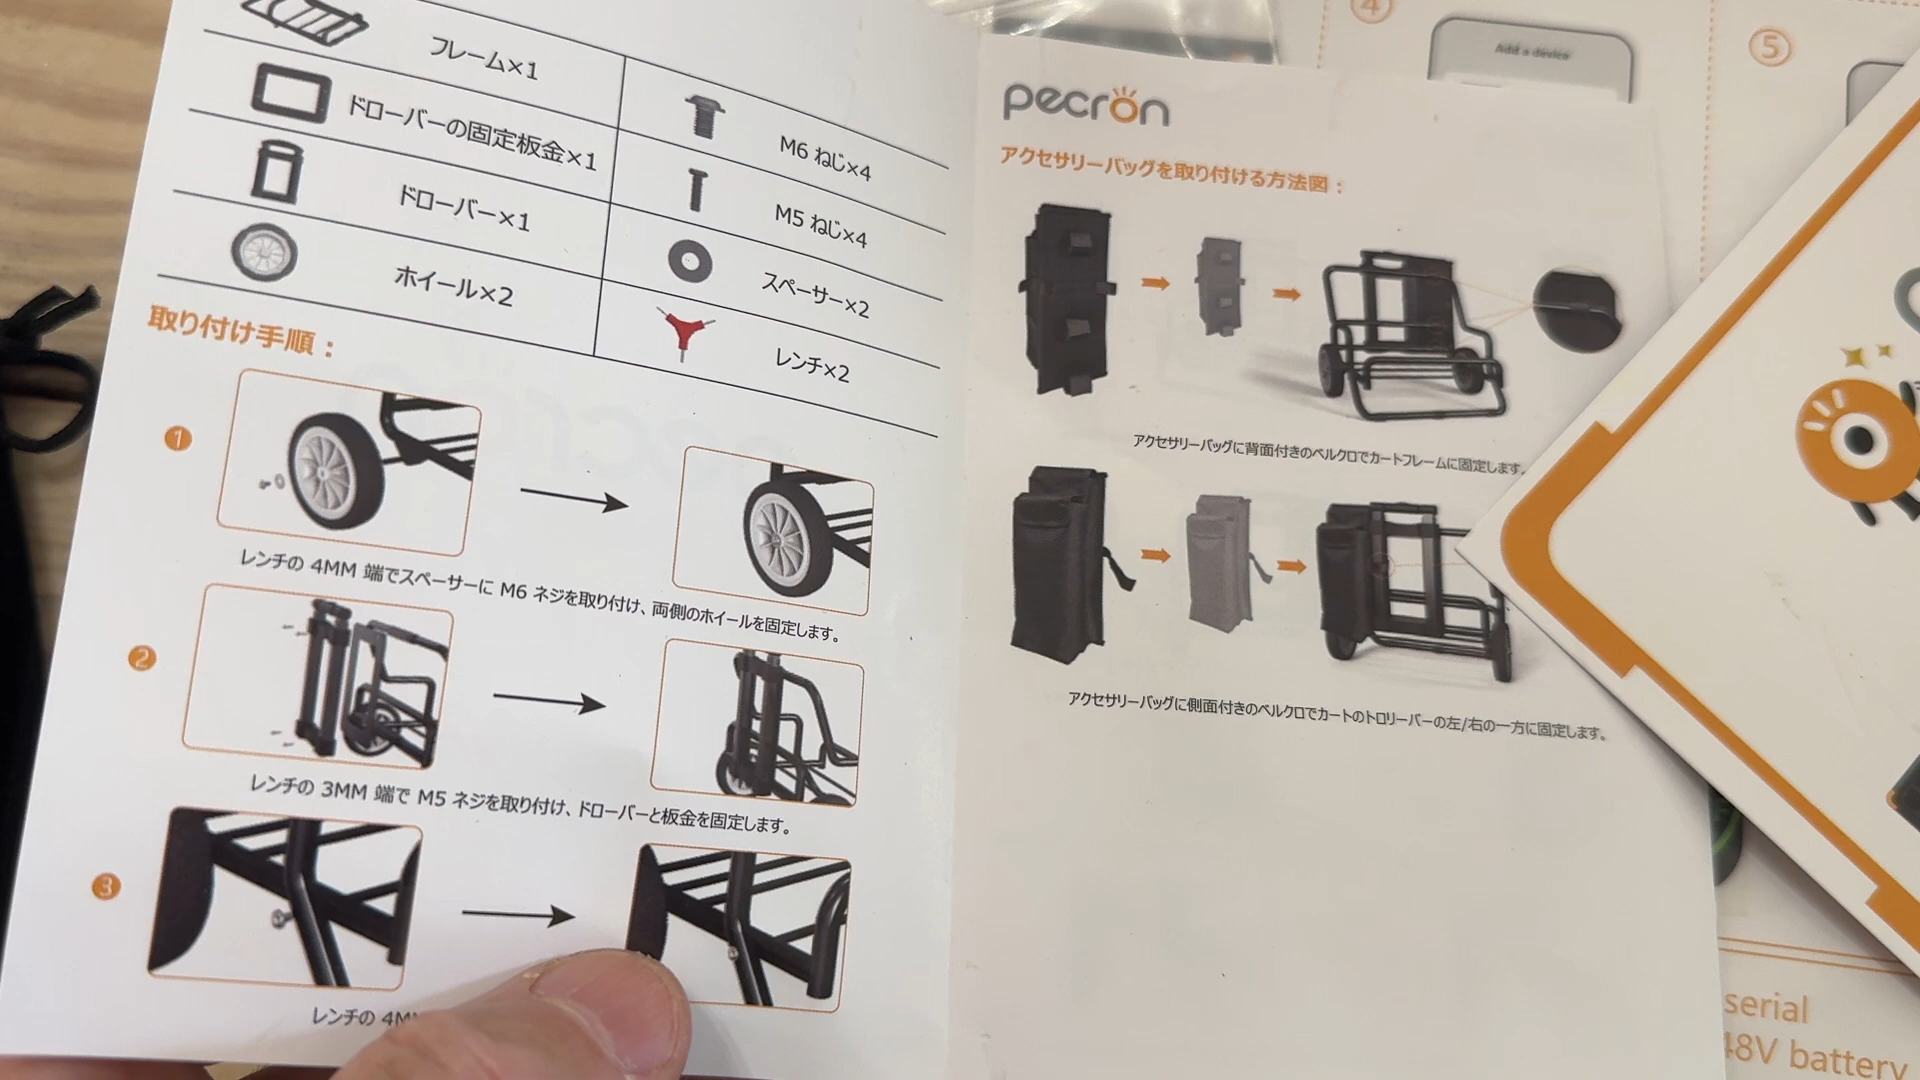 フレーム×1
ドローバーの固定板金×1
ドローバー×1
ホイール×2
M6 ねじ×4
M5 ねじ×4
スペーサー×2
レンチ×2
取り付け手順：
1
レンチの 4MM 端でスペーサーに M6 ネジを取り付け、両側のホイールを固定します。
2
レンチの 3MM 端で M5 ネジを取り付け、ドローバーと板金を固定します。
3
レンチの 4MM
pecron
アクセサリーバッグを取り付ける方法図：
アクセサリーバッグに背面付きのベルクロでカートフレームに固定します。
アクセサリーバッグに側面付きのベルクロでカートのトロリーバーの左/右の一方に固定します。
④
Add a device
⑤
serial
48V battery